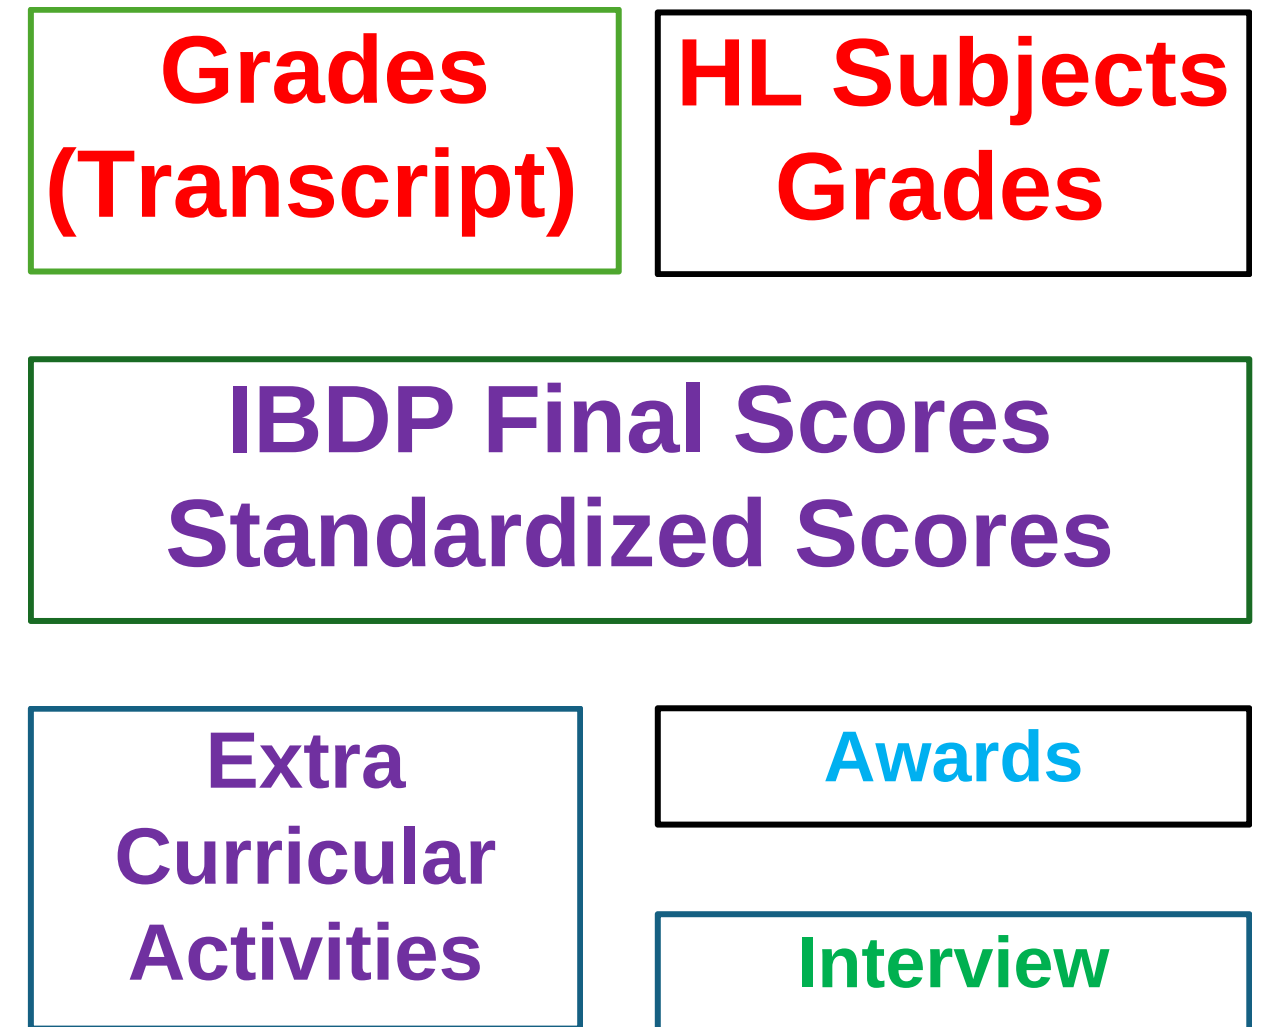 Grades
(Transcript)
HL Subjects
Grades
IBDP Final Scores
Standardized Scores
Extra
Curricular
Activities
Awards
Interview